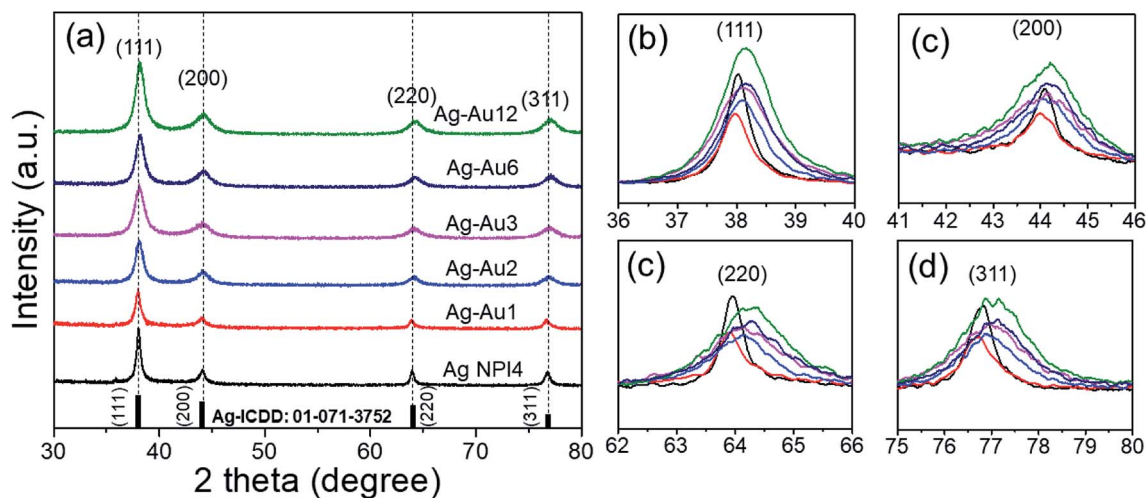 (a)
(111)
(200)
(220)
(311)
Ag-Au12
Ag-Au6
Ag-Au3
Ag-Au2
Ag-Au1
Ag NPI4
(111)
(200)
Ag-ICDD: 01-071-3752
(220)
(311)
30 40 50 60 70 80
2 theta (degree)
Intensity (a.u.)
(b) (111)
36 37 38 39 40
(c) (200)
41 42 43 44 45 46
(c) (220)
62 63 64 65 66
(d) (311)
75 76 77 78 79 80